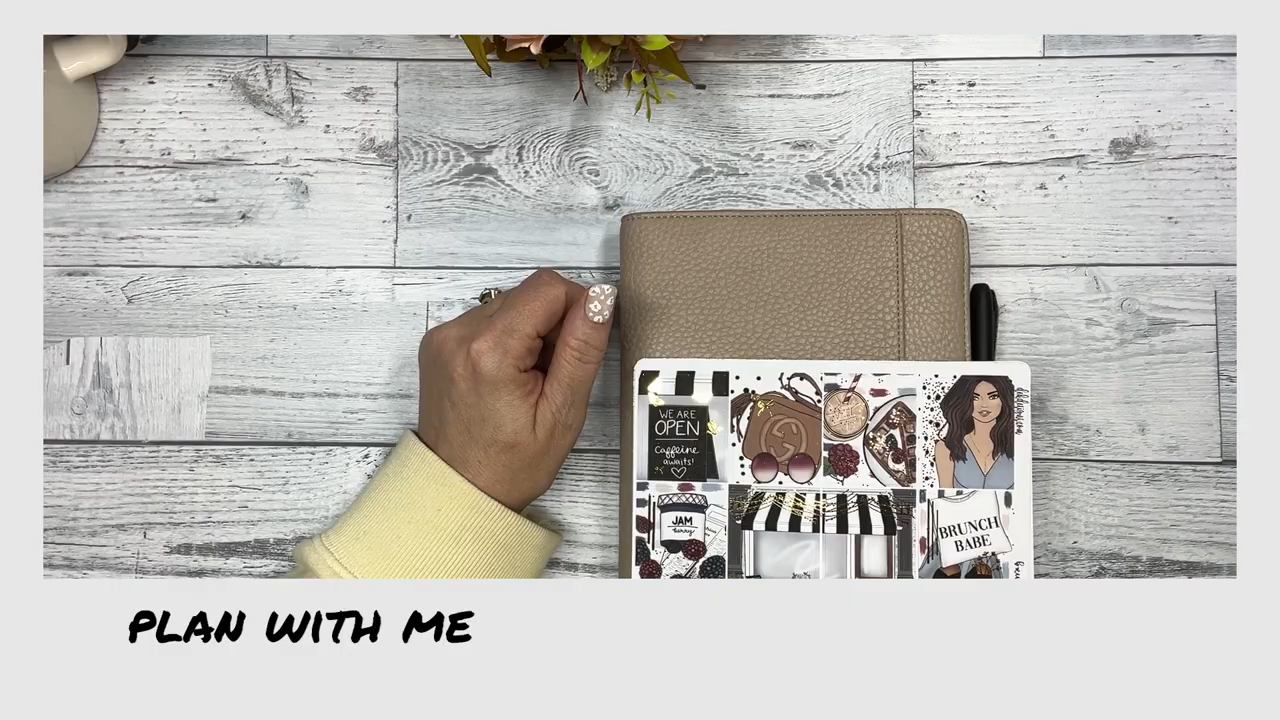 WE ARE
OPEN
Caffeine
awaits!
JAM
BRUNCH
BABE
PLAN WITH ME